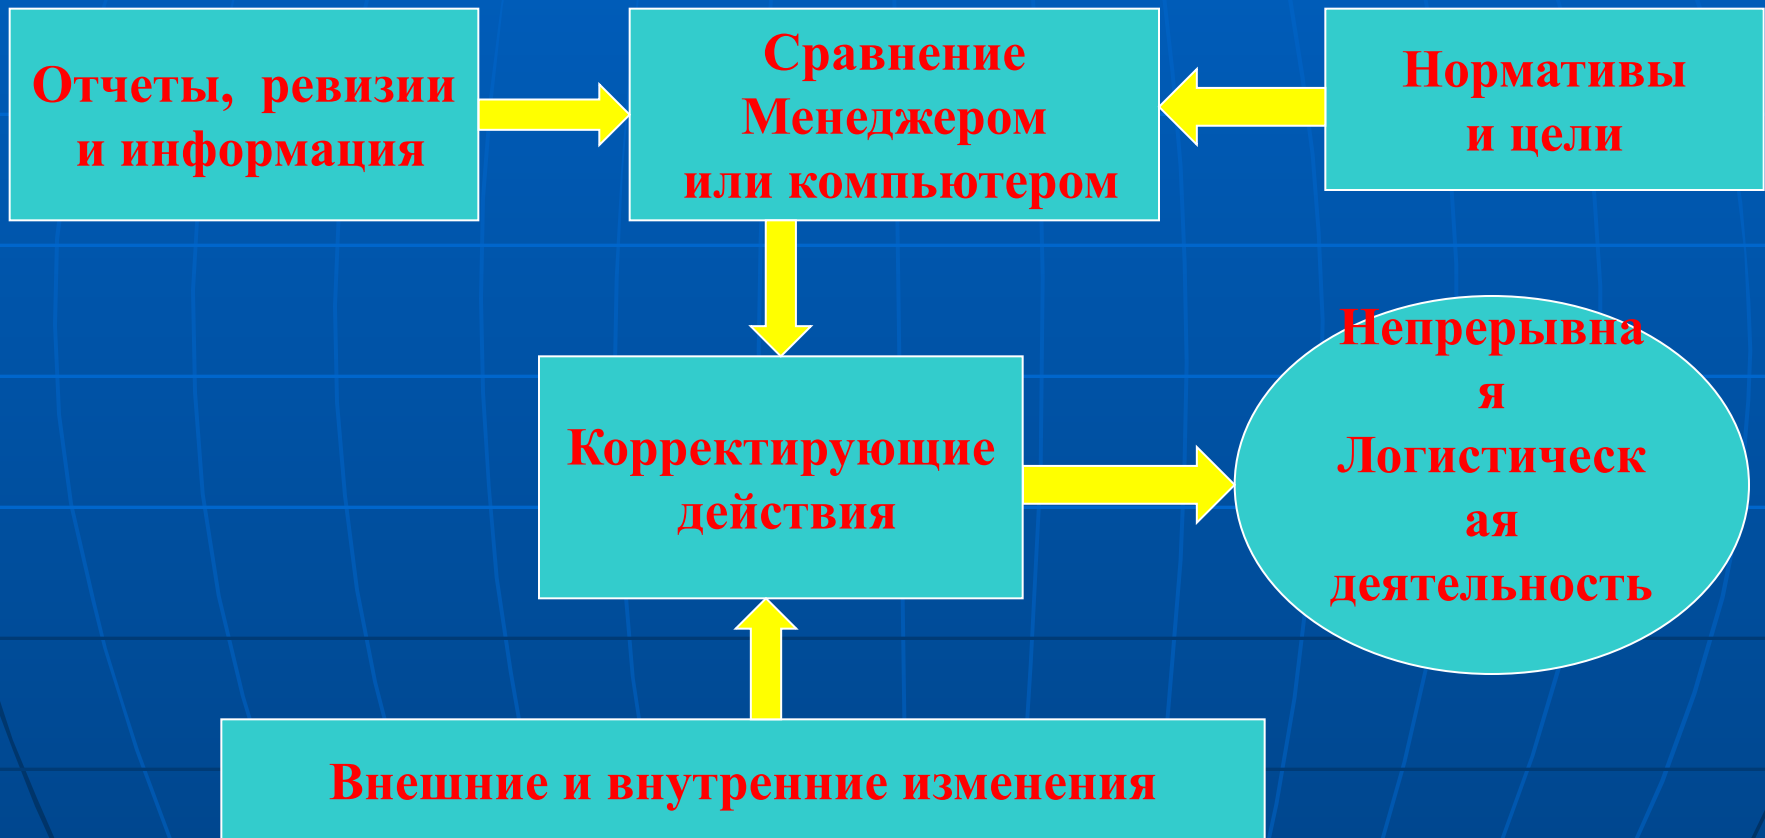 Отчеты, ревизии
и информация
Сравнение
Менеджером
или компьютером
Нормативы
и цели
Корректирующие
действия
Непрерывна
я
Логистическ
ая
деятельность
Внешние и внутренние изменения